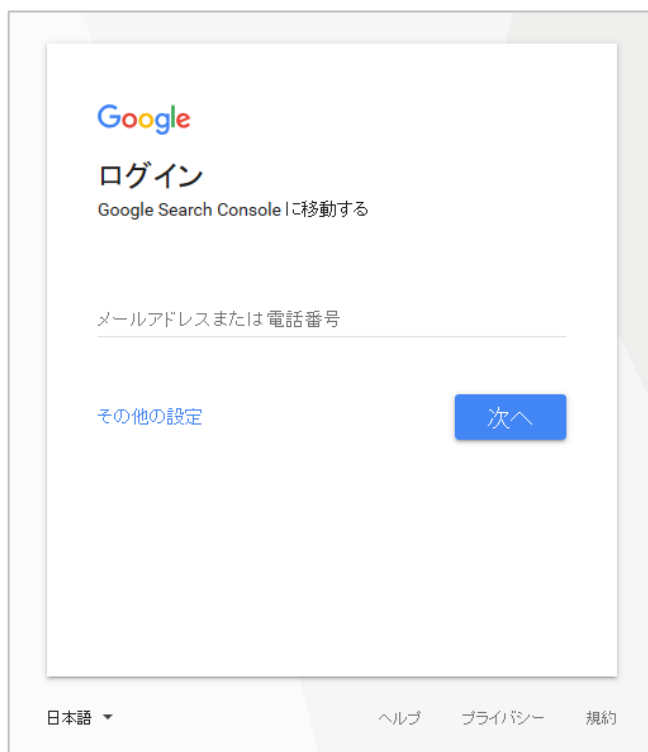 Google
ログイン
Google Search Console に移動する
メールアドレスまたは電話番号
その他の設定
次へ
日本語
ヘルプ プライバシー 規約